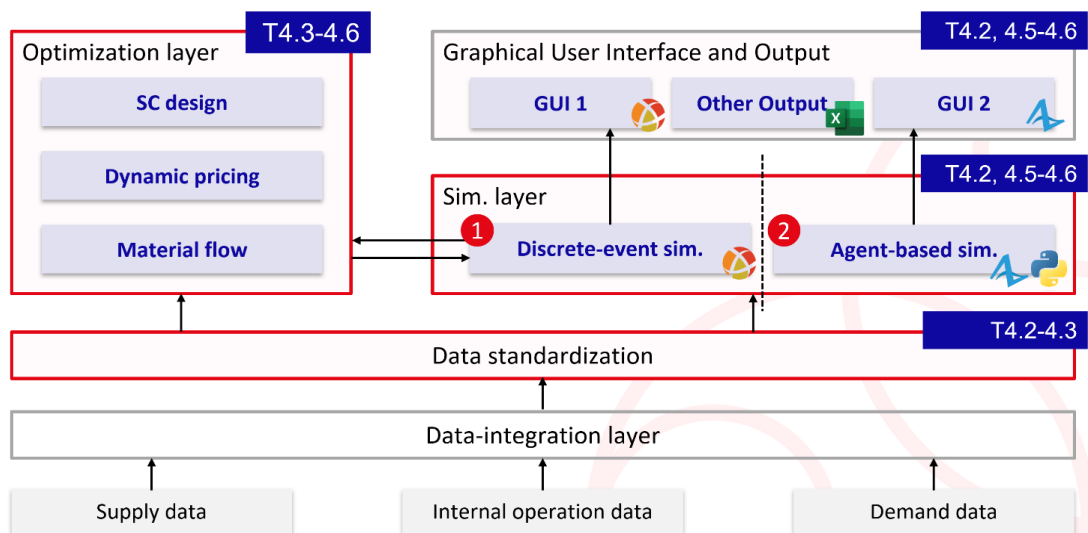 T4.3-4.6
Optimization layer
SC design
Dynamic pricing
Material flow
T4.2, 4.5-4.6
Graphical User Interface and Output
GUI 1
Other Output
X
GUI 2
T4.2, 4.5-4.6
Sim. layer
1
Discrete-event sim.
2
Agent-based sim.
T4.2-4.3
Data standardization
Data-integration layer
Supply data
Internal operation data
Demand data